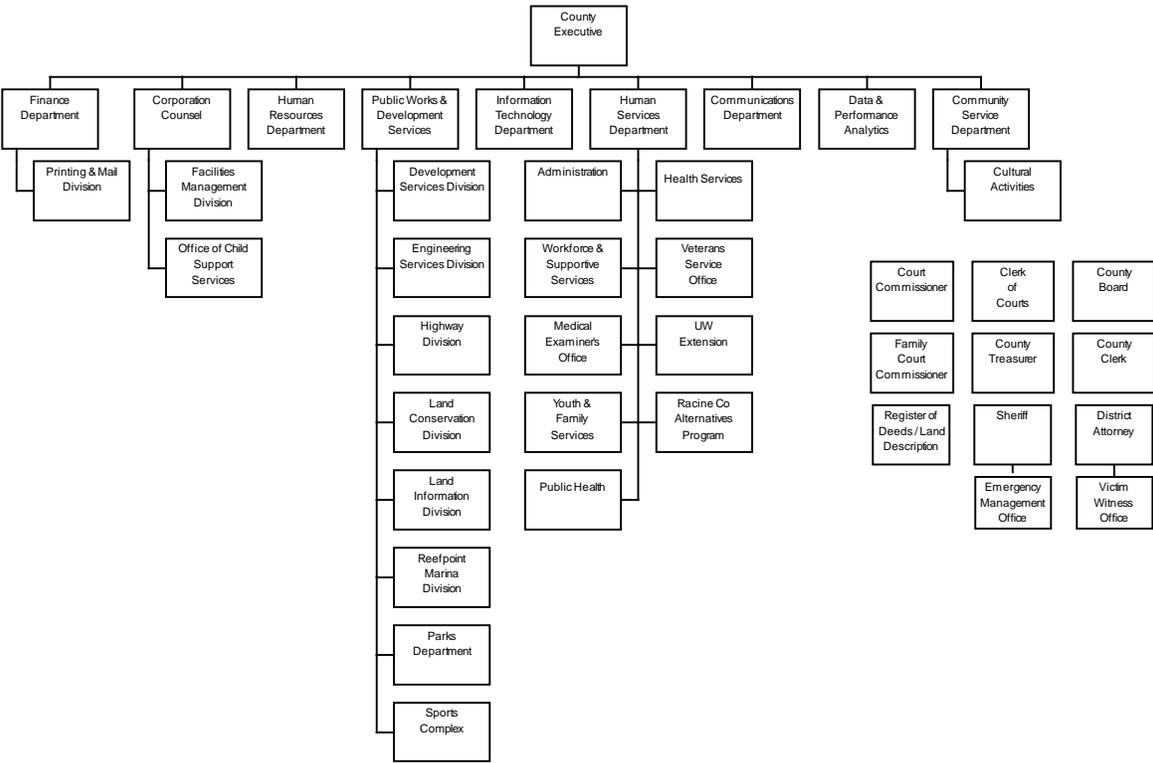 County
Executive
Finance
Department
Corporation
Counsel
Human
Resources
Department
Public Works &
Development
Services
Information
Technology
Department
Human
Services
Department
Communications
Department
Data &
Performance
Analytics
Community
Service
Department
Printing & Mail
Division
Facilities
Management
Division
Office of Child
Support
Services
Development
Services Division
Engineering
Services Division
Highway
Division
Land
Conservation
Division
Land
Information
Division
Reefpoint
Marina
Division
Parks
Department
Sports
Complex
Administration
Health Services
Workforce &
Supportive
Services
Veterans
Service
Office
Medical
Examiner's
Office
UW
Extension
Youth &
Family
Services
Racine Co
Alternatives
Program
Public Health
Cultural
Activities
Court
Commissioner
Clerk
of
Courts
County
Board
Family
Court
Commissioner
County
Treasurer
County
Clerk
Register of
Deeds / Land
Description
Sheriff
District
Attorney
Emergency
Management
Office
Victim
Witness
Office